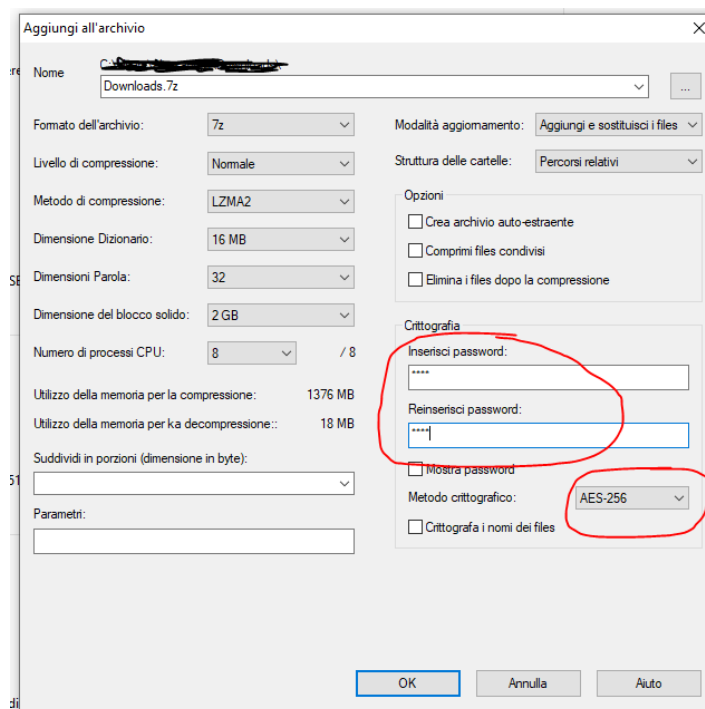 Aggiungi all'archivio
Nome
Downloads.7z
...
Formato dell'archivio:
7z
Livello di compressione:
Normale
Metodo di compressione:
LZMA2
Dimensione Dizionario:
16 MB
Dimensioni Parola:
32
Dimensione del blocco solido:
2 GB
Numero di processi CPU:
8
/ 8
Utilizzo della memoria per la compressione:
1376 MB
Utilizzo della memoria per ka decompressione::
18 MB
Suddividi in porzioni (dimensione in byte):
Parametri:
Modalità aggiornamento:
Aggiungi e sostituisci i files
Struttura delle cartelle:
Percorsi relativi
Opzioni
Crea archivio auto-estraente
Comprimi files condivisi
Elimina i files dopo la compressione
Crittografia
Inserisci password:
****
Reinserisci password:
****
Mostra password
Metodo crittografico:
AES-256
Crittografa i nomi dei files
OK
Annulla
Aiuto